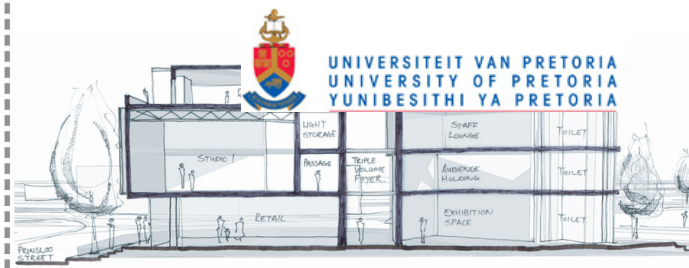 UNIVERSITEIT VAN PRETORIA
UNIVERSITY OF PRETORIA
YUNIBESITHI YA PRETORIA
LIGHT
STORAGE
STAFF
LOUNGE
TOILET
STUDIO 1
PASSAGE
TRIPLE
VOLUME
FOYER.
AUDIENCE
HOLDING
TOILET
RETAIL
EXHIBITION
SPACE
TOILET
PRINSLOO
STREET